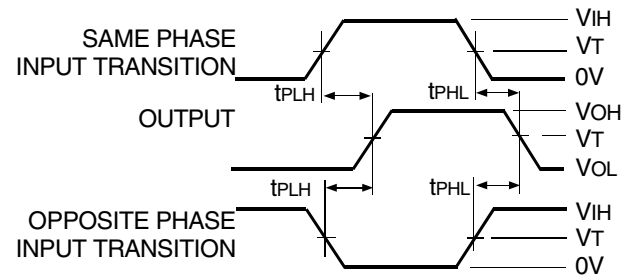 SAME PHASE
INPUT TRANSITION
VIH
VT
0V
tPLH
tPHL
OUTPUT
VOH
VT
VOL
tPLH
tPHL
OPPOSITE PHASE
INPUT TRANSITION
VIH
VT
0V